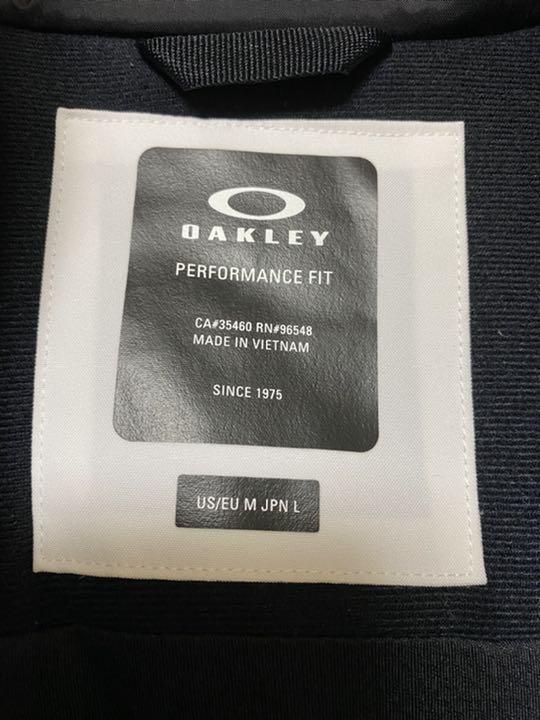 OAKLEY
PERFORMANCE FIT
CA#35460 RN#96548
MADE IN VIETNAM
SINCE 1975
US/EU M JPN L